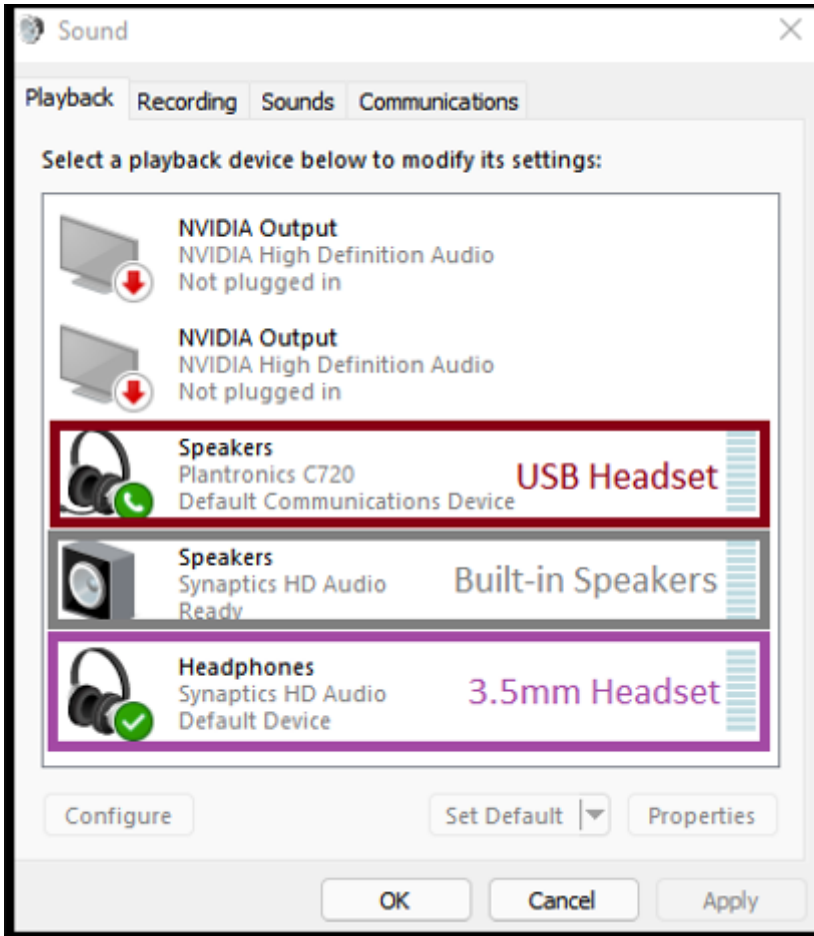 Sound
Playback Recording Sounds Communications
Select a playback device below to modify its settings:
NVIDIA Output
NVIDIA High Definition Audio
Not plugged in
NVIDIA Output
NVIDIA High Definition Audio
Not plugged in
Speakers
Plantronics C720
Default Communications Device
USB Headset
Speakers
Synaptics HD Audio
Ready
Built-in Speakers
Headphones
Synaptics HD Audio
Default Device
3.5mm Headset
Configure Set Default Properties
OK Cancel Apply